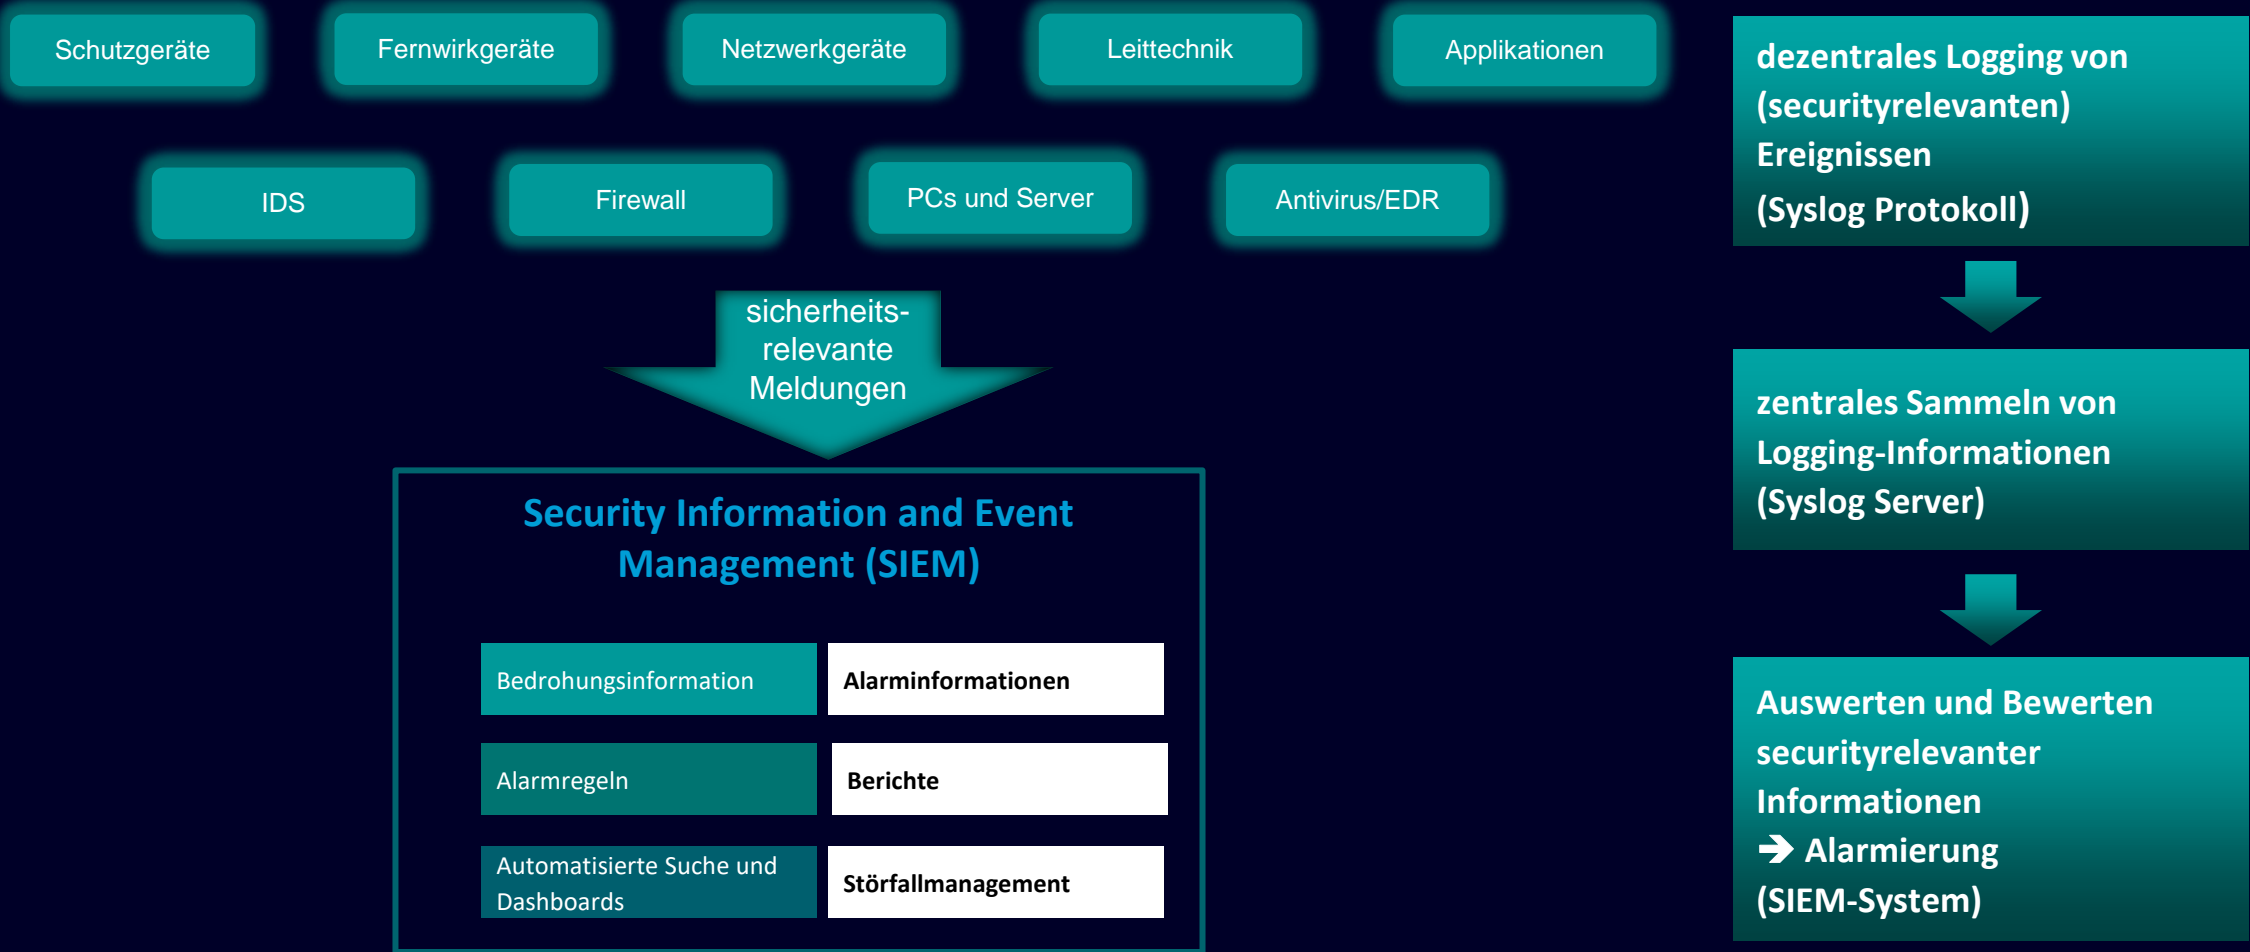 Schutzgeräte
Fernwirkgeräte
Netzwerkgeräte
Leittechnik
Applikationen
IDS
Firewall
PCs und Server
Antivirus/EDR
sicherheits-
relevante
Meldungen
Security Information and Event
Management (SIEM)
Bedrohungsinformation
Alarminformationen
Alarmregeln
Berichte
Automatisierte Suche und
Dashboards
Störfallmanagement
dezentrales Logging von
(securityrelevanten)
Ereignissen
(Syslog Protokoll)
zentrales Sammeln von
Logging-Informationen
(Syslog Server)
Auswerten und Bewerten
securityrelevanter
Informationen
➔ Alarmierung
(SIEM-System)